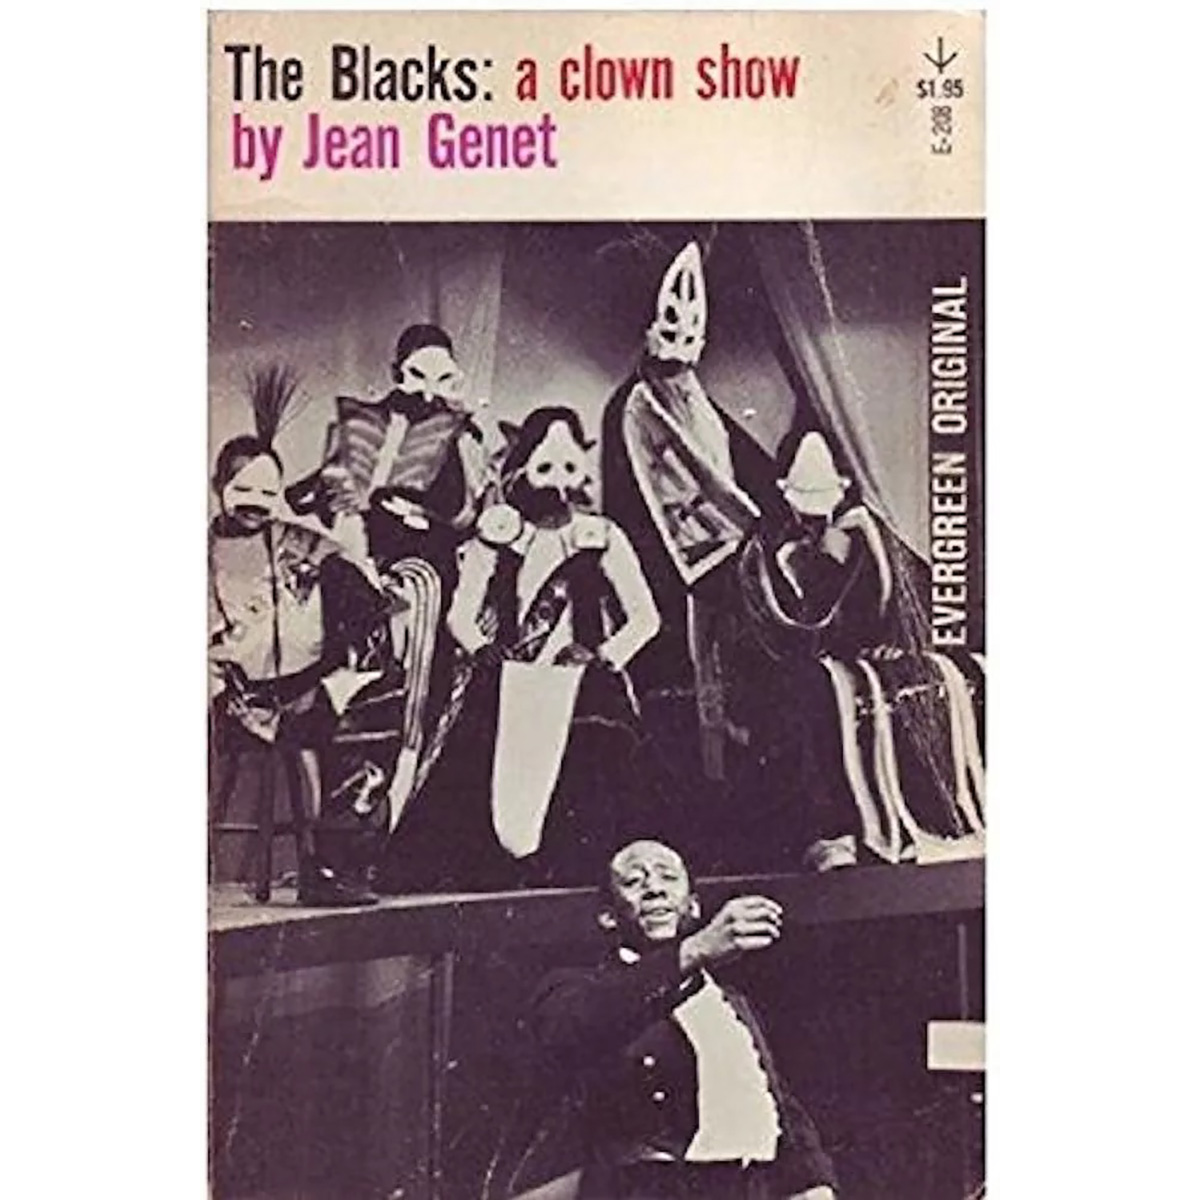 The Blacks: a clown show
by Jean Genet
$1.95
E-208
EVERGREEN ORIGINAL